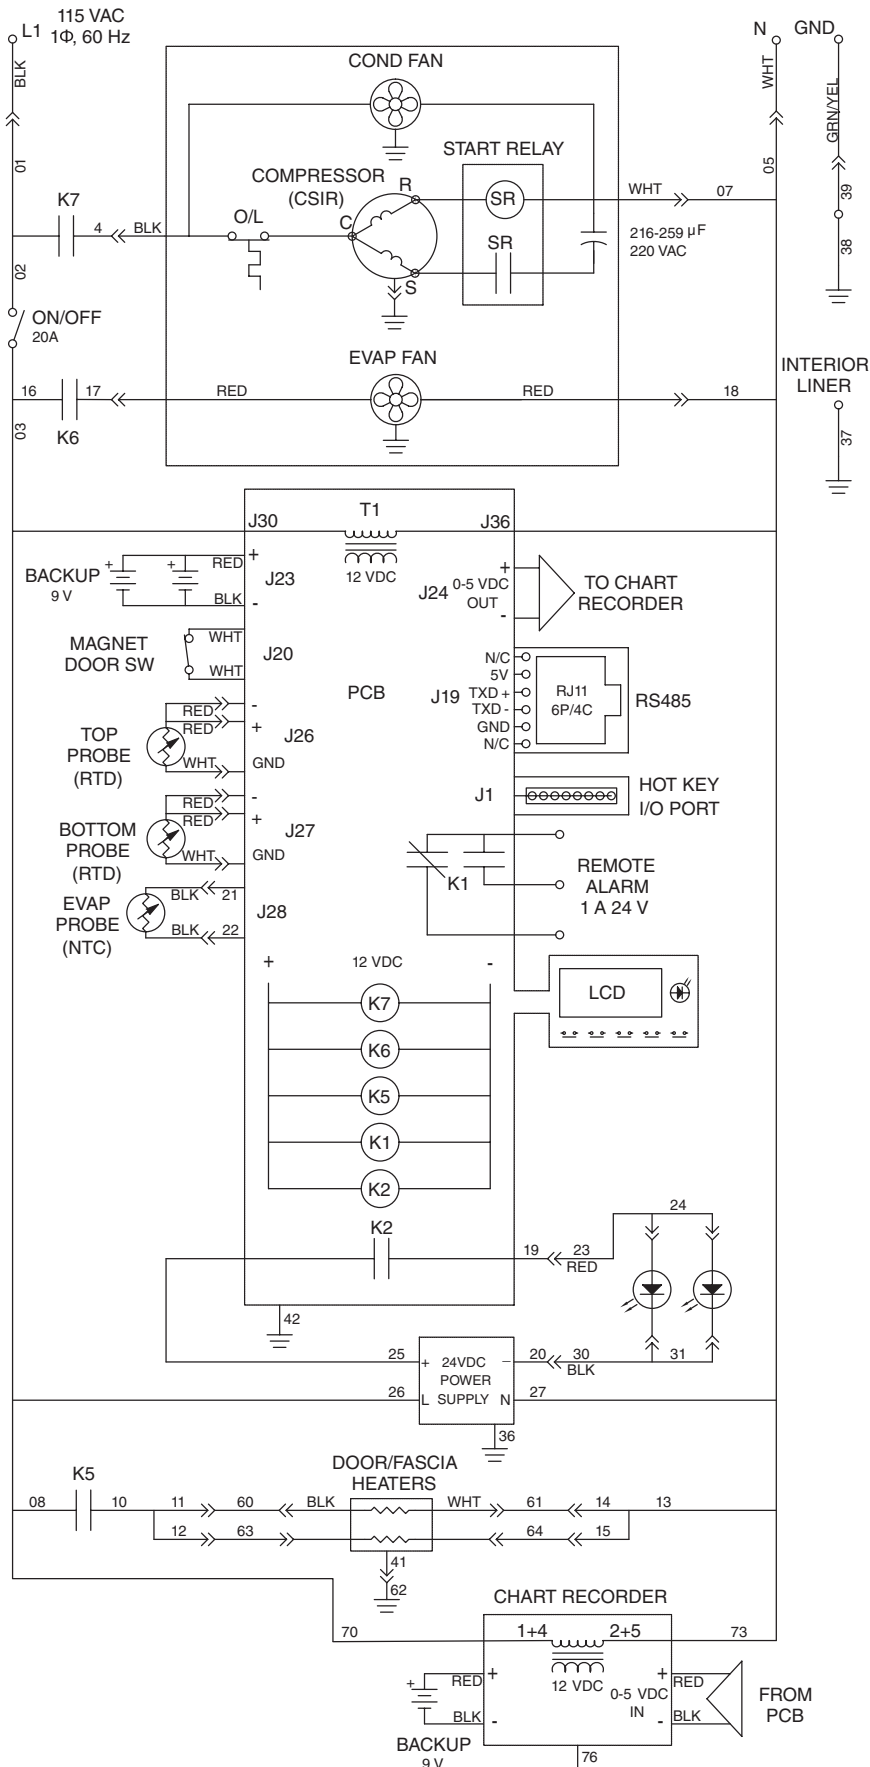 115 VAC
L1 1Φ, 60 Hz
N GND
BLK
WHT
GRN/YEL
COND FAN
START RELAY
COMPRESSOR
(CSIR)
R
SR
WHT 07
01
05
39
K7
4 BLK
O/L
C
SR
216-259 µF
220 VAC
S
02
38
ON/OFF
20A
EVAP FAN
INTERIOR
LINER
16 17 RED RED 18
03
K6
37
J30 T1 J36
12 VDC
BACKUP
9 V
+ + RED +
J23
BLK -
J24 0-5 VDC
OUT
+
-
TO CHART
RECORDER
MAGNET
DOOR SW
WHT
J20
WHT
PCB
N/C
5V
J19 TXD +
TXD -
GND
N/C
RJ11
6P/4C
RS485
TOP
PROBE
(RTD)
RED -
RED +
J26
WHT GND
J1
HOT KEY
I/O PORT
BOTTOM
PROBE
(RTD)
RED -
RED +
J27
WHT GND
K1
REMOTE
ALARM
1 A 24 V
EVAP
PROBE
(NTC)
BLK 21
J28
BLK 22
+ 12 VDC -
LCD
K7
K6
K5
K1
K2
K2
19 23
RED
24
42
25 + 24VDC − 20 30 31
POWER
BLK
26 L SUPPLY N 27
36
DOOR/FASCIA
HEATERS
K5
08 10 11 60 BLK WHT 61 14 13
12 63 64 15
41
62
CHART RECORDER
70 1+4 2+5 73
12 VDC
+ RED +
BLK -
0-5 VDC
IN
+ RED
- BLK
FROM
PCB
BACKUP
9 V
76